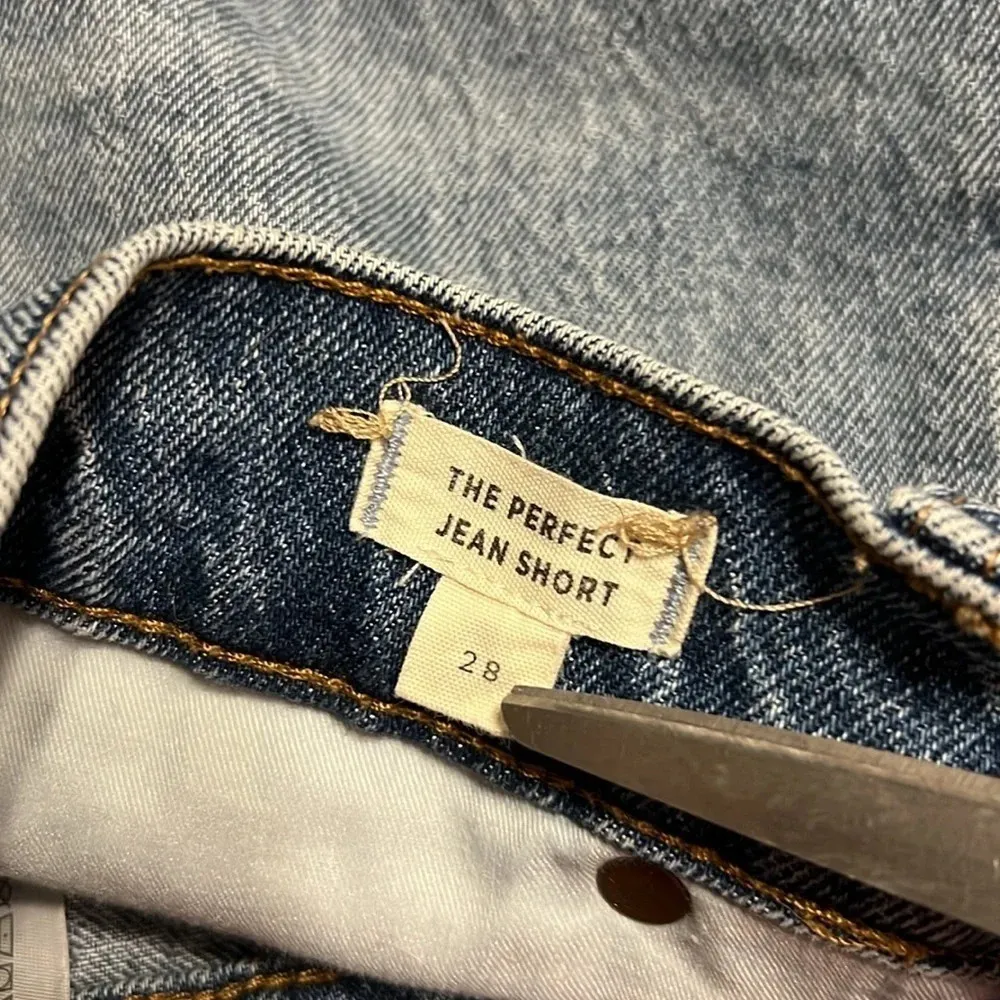 THE PERFECT
JEAN SHORT
28